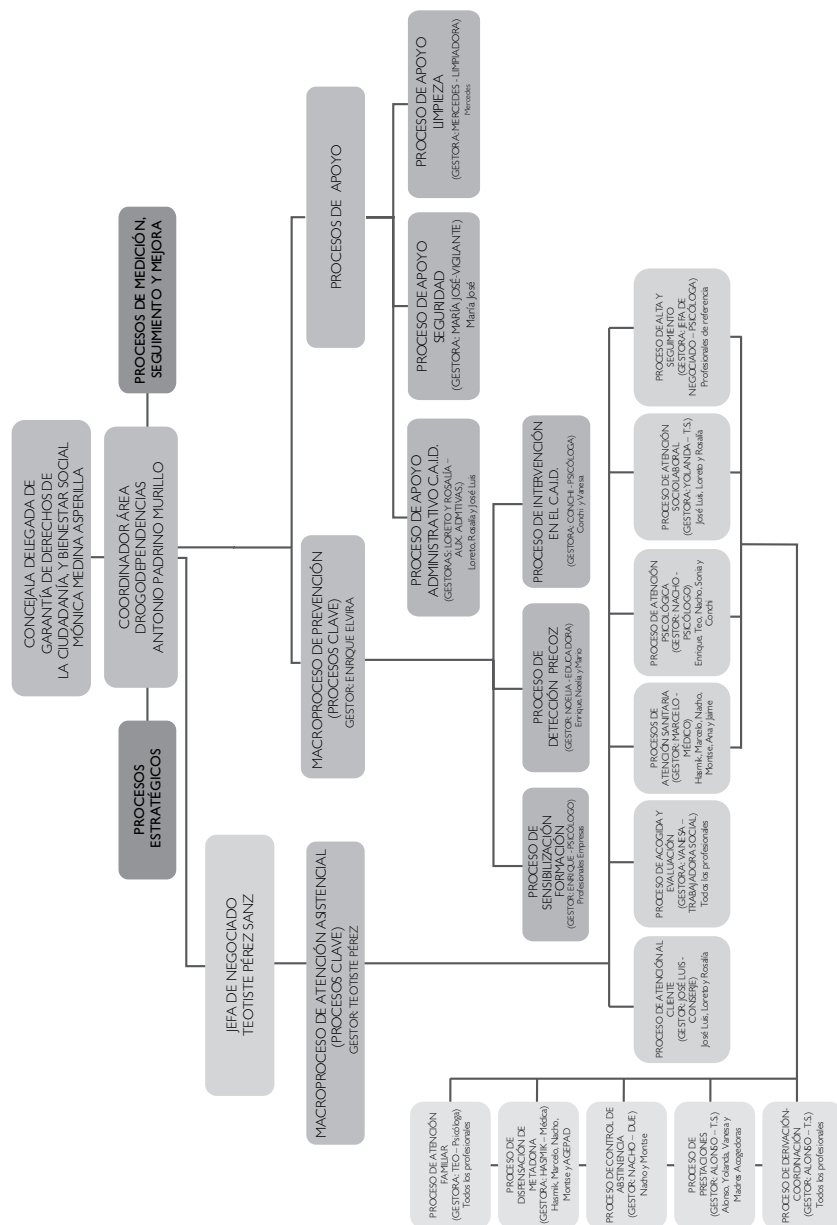 CONCEJALA DELEGADA DE
GARANTÍA DE DERECHOS DE
LA CIUDADANÍA, Y BIENESTAR SOCIAL
MÓNICA MEDINA ASPERILLA
PROCESOS
ESTRATÉGICOS
COORDINADOR ÁREA
DROGODEPENDENCIAS
ANTONIO PADRINO MURILLO
PROCESOS DE MEDICIÓN,
SEGUIMIENTO Y MEJORA
JEFA DE NEGOCIADO
TEOTISTE PÉREZ SANZ
MACROPROCESO DE ATENCIÓN ASISTENCIAL
(PROCESOS CLAVE)
GESTOR: TEOTISTE PÉREZ
MACROPROCESO DE PREVENCIÓN
(PROCESOS CLAVE)
GESTOR: ENRIQUE ELVIRA
PROCESOS DE APOYO
PROCESO DE APOYO
ADMINISTRATIVO C.A.I.D.
(GESTORAS: LORETO Y ROSALÍA –
AUX. ADMTIVAS)
Loreto, Rosalía y José Luis
PROCESO DE APOYO
SEGURIDAD
(GESTORA: MARÍA JOSÉ-VIGILANTE)
María José
PROCESO DE APOYO
LIMPIEZA
(GESTORA: MERCEDES - LIMPIADORA)
Mercedes
PROCESO DE
SENSIBILIZACIÓN
FORMACIÓN
(GESTOR: ENRIQUE - PSICÓLOGO)
Profesionales Empresas
PROCESO DE
DETECCIÓN PRECOZ
(GESTOR: NOELIA - EDUCADORA)
Enrique, Noelia y Mario
PROCESO DE INTERVENCIÓN
EN EL C.A.I.D.
(GESTORA: CONCHI - PSICÓLOGA)
Conchi y Vanesa
PROCESO DE ATENCIÓN AL
CLIENTE
(GESTOR: JOSÉ LUIS -
CONSERJE)
José Luis, Loreto y Rosalía
PROCESO DE ACOGIDA Y
EVALUACIÓN
(GESTORA: VANESA –
TRABAJADORA SOCIAL)
Todos los profesionales
PROCESOS DE
ATENCIÓN SANITARIA
(GESTOR: MARCELO -
MÉDICO)
Hasmik, Marcelo, Nacho,
Montse, Ana y Jaime
PROCESO DE ATENCIÓN
PSICOLÓGICA
(GESTOR: NACHO -
PSICÓLOGO)
Enrique, Teo, Nacho, Sonia y
Conchi
PROCESO DE ATENCIÓN
SOCIOLABORAL
(GESTORA: YOLANDA – T.S.)
José Luis, Loreto y Rosalía
PROCESO DE ALTA Y
SEGUIMIENTO
(GESTORA: JEFA DE
NEGOCIADO – PSICÓLOGA)
Profesionales de referencia
PROCESO DE ATENCIÓN
FAMILIAR
(GESTORA: TEO – Psicóloga)
Todos los profesionales
PROCESO DE
DISPENSACIÓN DE
METADONA
(GESTORA: HASMIK – Médica)
Hasmik, Marcelo, Nacho,
Montse y AGEPAD
PROCESO DE CONTROL DE
ABSTINENCIA
(GESTOR: NACHO – DUE)
Nacho y Montse
PROCESO DE
PRESTACIONES
(GESTOR: ALONSO – T.S.)
Alonso, Yolanda, Vanesa y
Madres Acogedoras
PROCESO DE DERIVACIÓN-
COORDINACIÓN
(GESTOR: ALONSO – T.S.)
Todos los profesionales